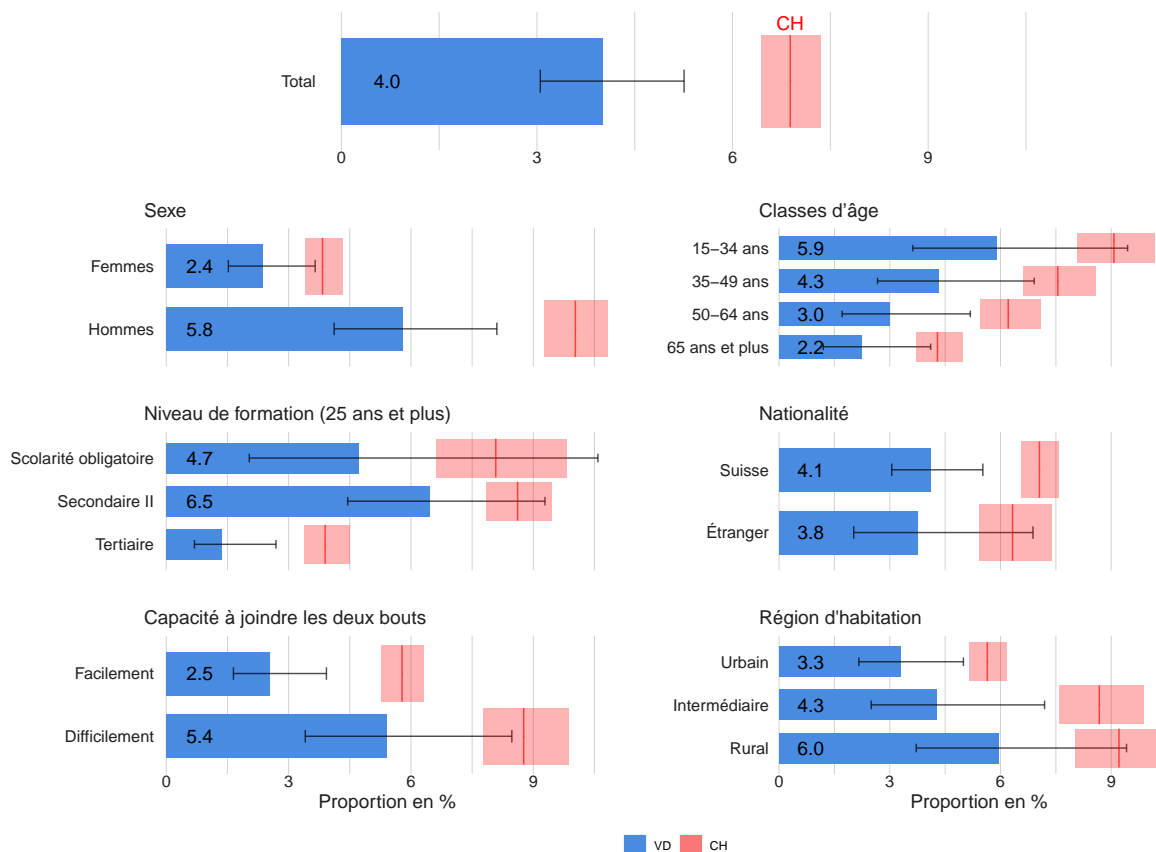 CH
Total
4.0
0 3 6 9
Sexe
Femmes
2.4
Hommes
5.8
Classes d'âge
15−34 ans
5.9
35−49 ans
4.3
50−64 ans
3.0
65 ans et plus
2.2
Niveau de formation (25 ans et plus)
Scolarité obligatoire
4.7
Secondaire II
6.5
Tertiaire
Nationalité
Suisse
4.1
Étranger
3.8
Capacité à joindre les deux bouts
Facilement
2.5
Difficilement
5.4
0 3 6 9
Proportion en %
Région d'habitation
Urbain
3.3
Intermédiaire
4.3
Rural
6.0
0 3 6 9
Proportion en %
VD CH